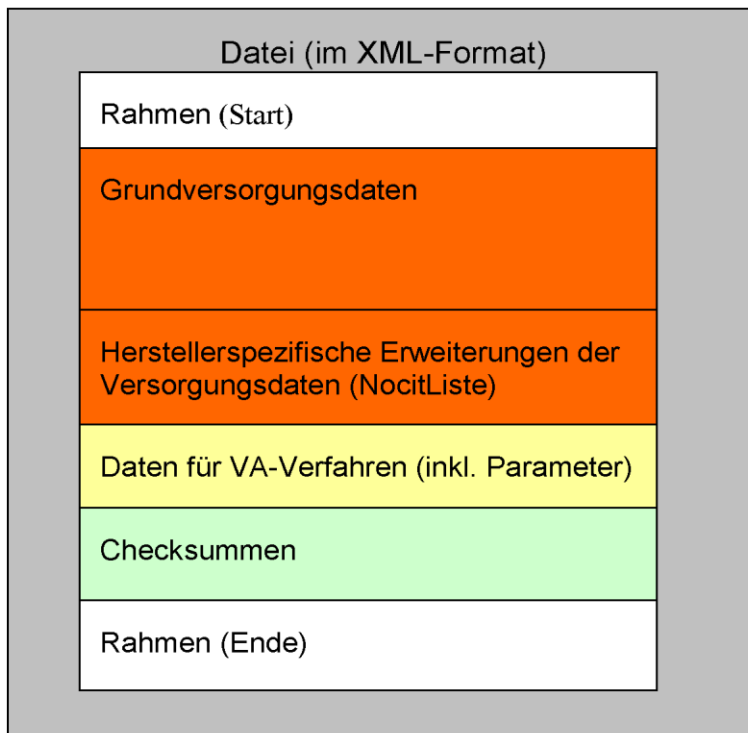 Datei (im XML-Format)
Rahmen (Start)
Grundversorgungsdaten
Herstellerspezifische Erweiterungen der
Versorgungsdaten (NocitListe)
Daten für VA-Verfahren (inkl. Parameter)
Checksummen
Rahmen (Ende)